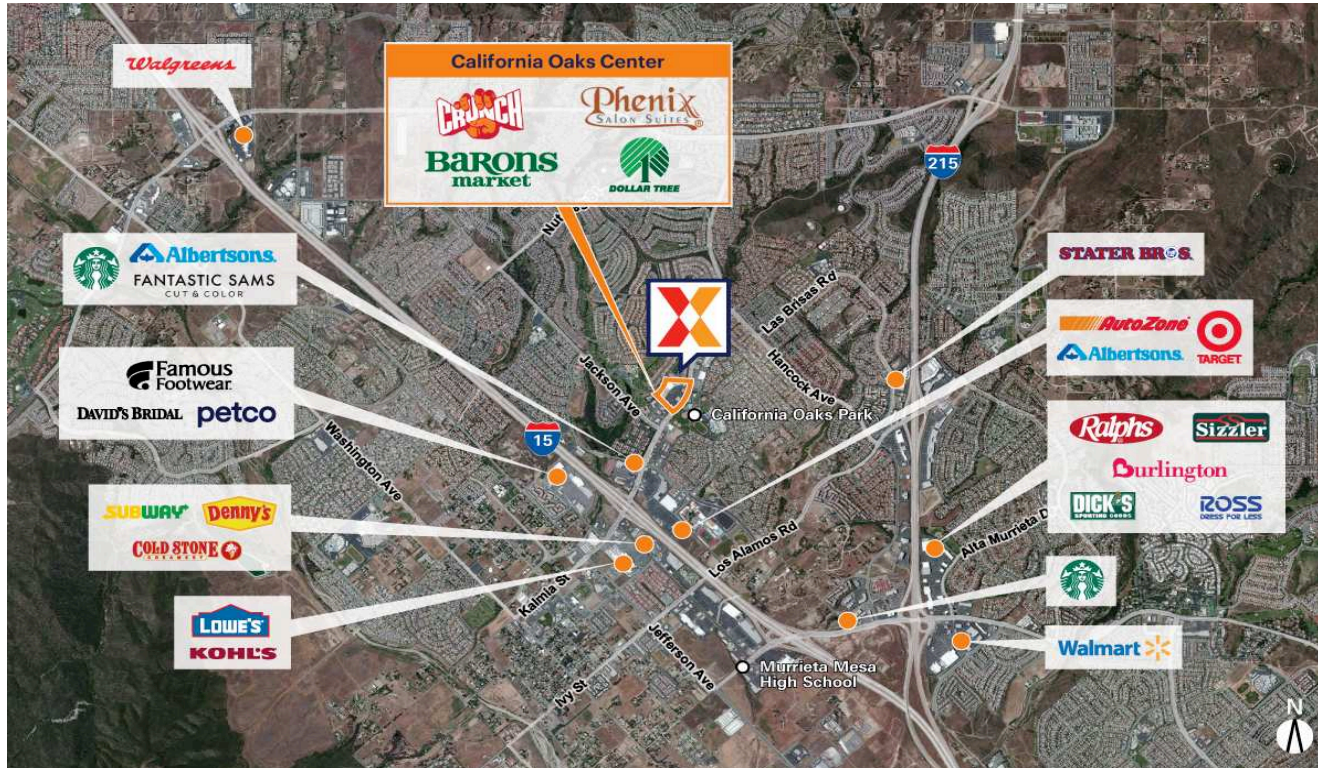 Walgreens
California Oaks Center
CRUNCH
Phenix
SALON SUITES
BARONS
market
DOLLAR TREE
215
Albertsons
FANTASTIC SAMS
CUT & COLOR
STATER BROS.
Las Brisas Rd
AutoZone
Albertsons
TARGET
Famous
Footwear
DAVID'S BRIDAL
petco
Jackson Ave
Hancock Ave
California Oaks Park
15
Washington Ave
Ralphs
Sizzler
Burlington
DICK'S
SPORTING GOODS
ROSS
DRESS FOR LESS
SUBWAY
Denny's
COLD STONE
CREAMERY
Los Alamos Rd
Alta Murrieta
Kalmia St
LOWE'S
KOHL'S
Jefferson Ave
Ivy St
Murrieta Mesa
High School
Walmart
N